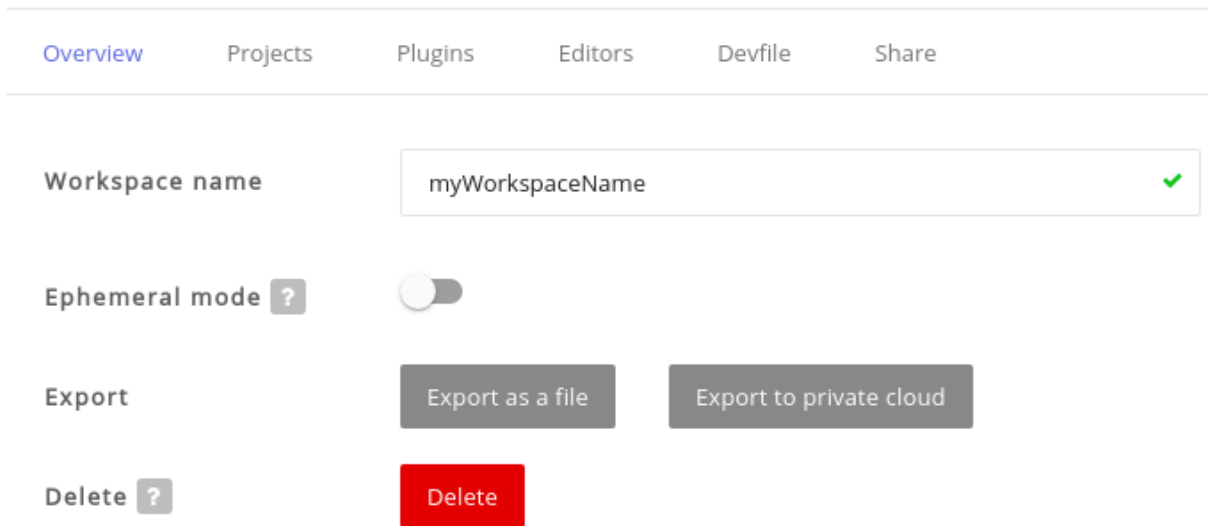 Overview Projects Plugins Editors Devfile Share
Workspace name myWorkspaceName
Ephemeral mode ?
Export Export as a file Export to private cloud
Delete ? Delete